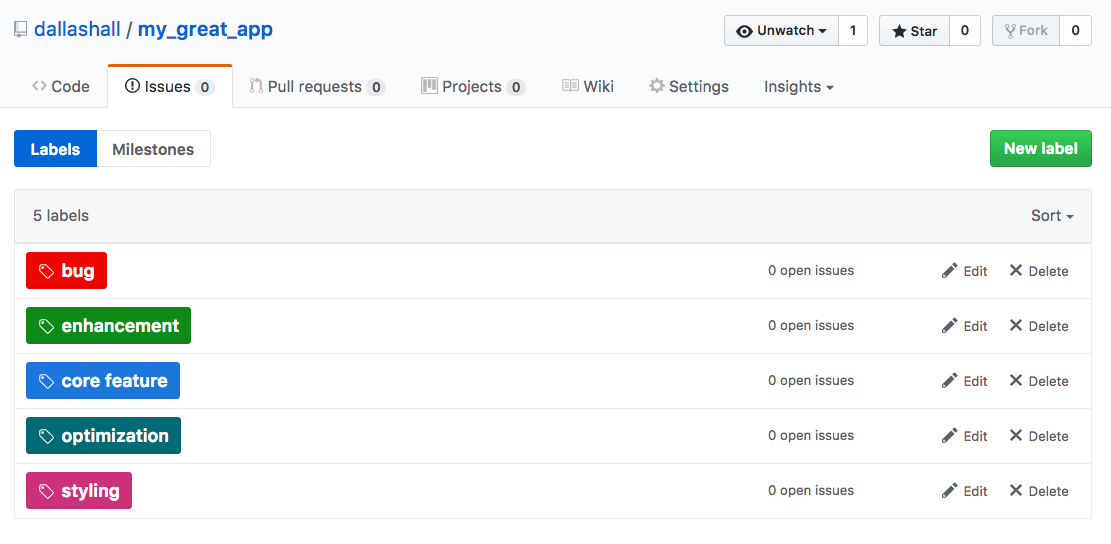 dallashall / my_great_app
Unwatch 1 Star 0 Fork 0
Code Issues 0 Pull requests 0 Projects 0 Wiki Settings Insights
Labels Milestones New label
5 labels Sort
bug 0 open issues Edit Delete
enhancement 0 open issues Edit Delete
core feature 0 open issues Edit Delete
optimization 0 open issues Edit Delete
styling 0 open issues Edit Delete